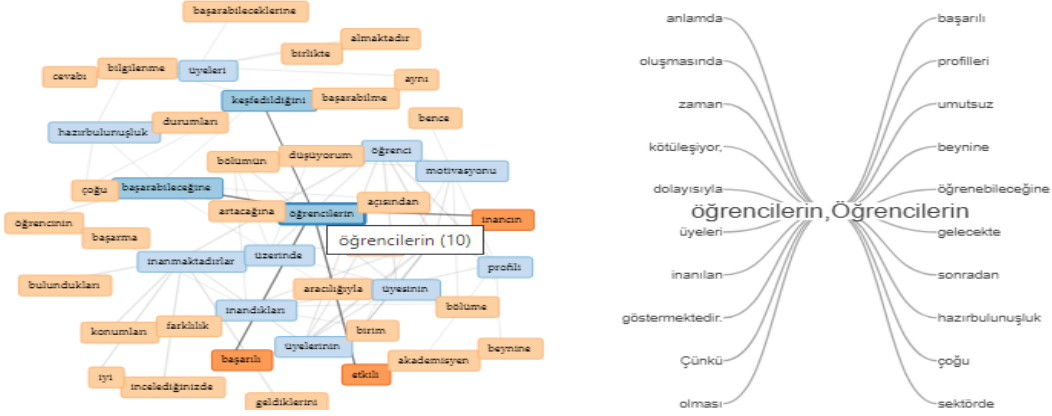 başarabileceklerine
almaktadır
birlikte
cevabı
bilgilenme
üyeleri
aynı
keşfedildiğini
başarabilme
bence
hazırbulunuşluk
durumları
bölümün
düşüyorum
öğrenci
motivasyonu
çoğu
başarabileceğine
açısından
artacağına
öğrencilerin
inancın
öğrencinin
başarma
öğrencilerin (10)
inanmaktadırlar
üzerinde
profili
bulundukları
aracılığıyla
üyesinin
bölüme
inandıkları
konumları
farklılık
birim
üyelerinin
beynine
başarılı
akademisyen
etkili
iyi
incelediğinizde
geldiklerini
anlamda
oluşmasında
zaman
kötüleşiyor,
dolayısıyla
üyeleri
inanılan
göstermektedir.
Çünkü
olması
öğrencilerin,Öğrencilerin
başarılı
profilleri
umutsuz
beynine
öğrenebileceğine
gelecekte
sonradan
hazırbulunuşluk
çoğu
sektörde